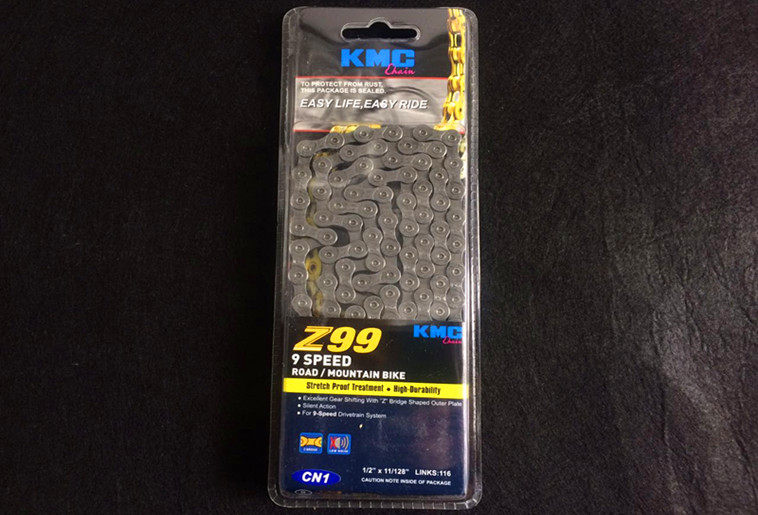 KMC
Chain
TO PROTECT FROM RUST,
THIS PACKAGE IS SEALED.
EASY LIFE,EASY RIDE
Z99
KMC
Chain
9 SPEED
ROAD / MOUNTAIN BIKE
Stretch Proof Treatment • High-Durability
• Excellent Gear Shifting With "Z" Bridge Shaped Outer Plate
• Silent Action
• For 9-Speed Drivetrain System
LOW NOISE
1/2" x 11/128" LINKS:116
CN1
CAUTION NOTE INSIDE OF PACKAGE